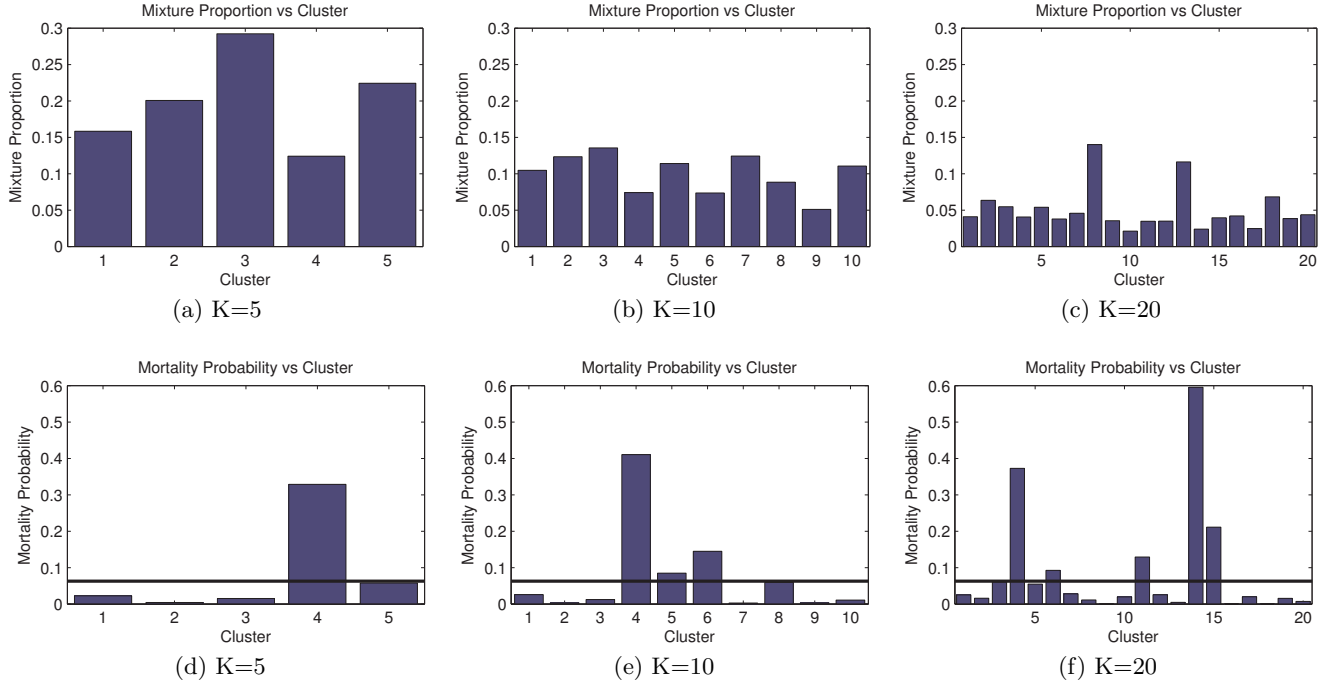 Mixture Proportion vs Cluster
Mixture Proportion
0.3
0.25
0.2
0.15
0.1
0.05
0
1 2 3 4 5
Cluster
(a) K=5
Mixture Proportion vs Cluster
Mixture Proportion
0.3
0.25
0.2
0.15
0.1
0.05
0
1 2 3 4 5 6 7 8 9 10
Cluster
(b) K=10
Mixture Proportion vs Cluster
Mixture Proportion
0.3
0.25
0.2
0.15
0.1
0.05
0
5 10 15 20
Cluster
(c) K=20
Mortality Probability vs Cluster
Mortality Probability
0.6
0.5
0.4
0.3
0.2
0.1
0
1 2 3 4 5
Cluster
(d) K=5
Mortality Probability vs Cluster
Mortality Probability
0.6
0.5
0.4
0.3
0.2
0.1
0
1 2 3 4 5 6 7 8 9 10
Cluster
(e) K=10
Mortality Probability vs Cluster
Mortality Probability
0.6
0.5
0.4
0.3
0.2
0.1
0
5 10 15 20
Cluster
(f) K=20